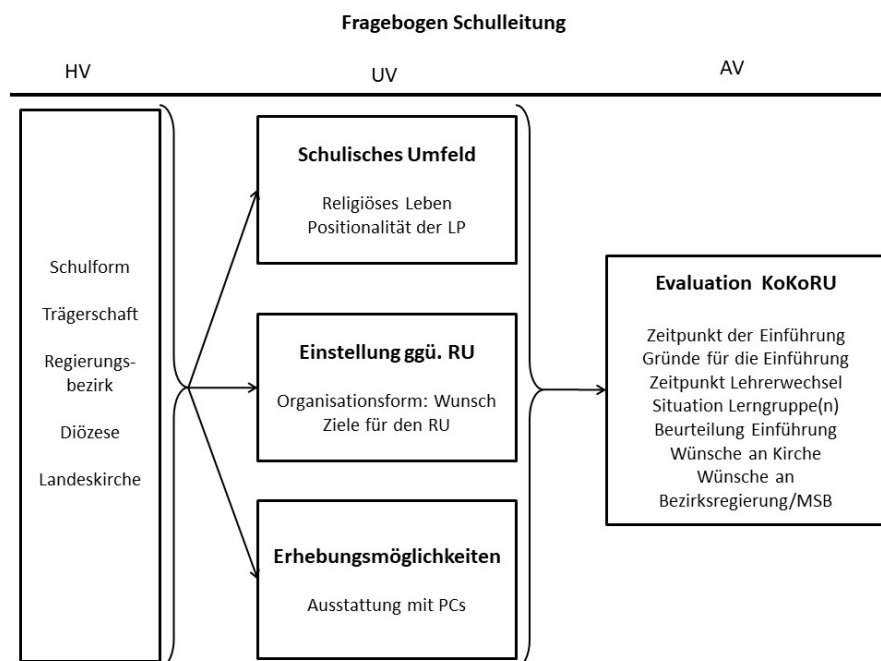 Fragebogen Schulleitung
HV
UV
AV
Schulform
Trägerschaft
Regierungs-
bezirk
Diözese
Landeskirche
Schulisches Umfeld
Religiöses Leben
Positionalität der LP
Einstellung ggü. RU
Organisationsform: Wunsch
Ziele für den RU
Erhebungsmöglichkeiten
Ausstattung mit PCs
Evaluation KoKoRU
Zeitpunkt der Einführung
Gründe für die Einführung
Zeitpunkt Lehrerwechsel
Situation Lerngruppe(n)
Beurteilung Einführung
Wünsche an Kirche
Wünsche an
Bezirksregierung/MSB